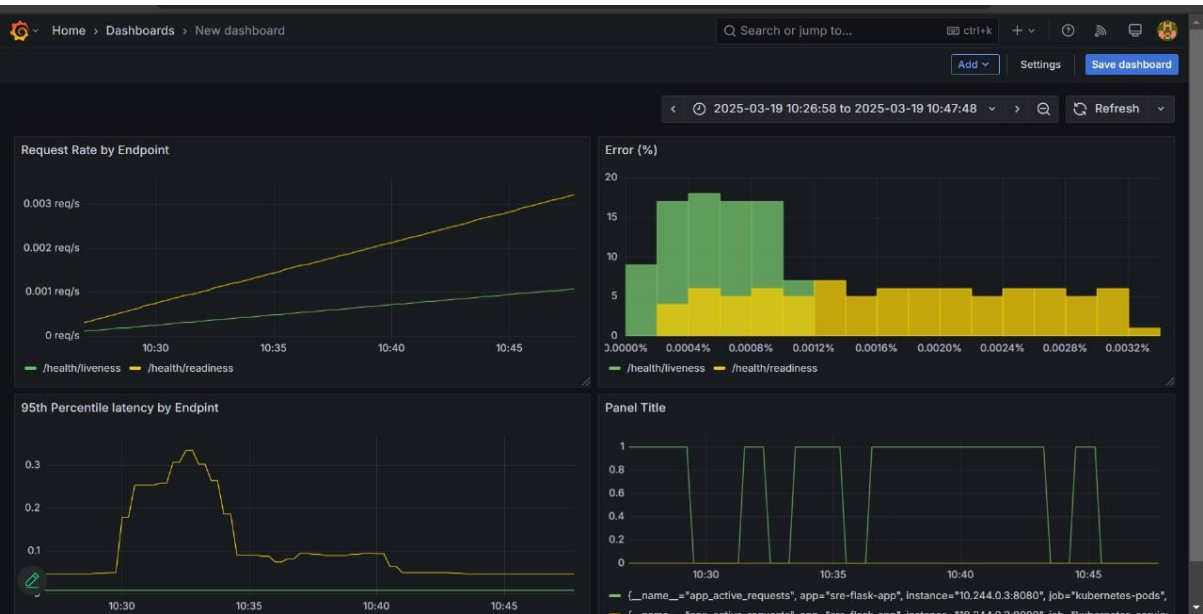 Home › Dashboards › New dashboard
Search or jump to...
ctrl+k
Add
Settings
Save dashboard
2025-03-19 10:26:58 to 2025-03-19 10:47:48
Refresh
Request Rate by Endpoint
0.003 req/s
0.002 req/s
0.001 req/s
0 req/s
10:30 10:35 10:40 10:45
/health/liveness /health/readiness
Error (%)
20
15
10
5
0
0.0004% 0.0008% 0.0012% 0.0016% 0.0020% 0.0024% 0.0028% 0.0032%
/health/liveness /health/readiness
95th Percentile latency by Endpint
0.3
0.2
0.1
10:30 10:35 10:40 10:45
Panel Title
1
0.8
0.6
0.4
0.2
0
10:30 10:35 10:40 10:45
{__name__="app_active_requests", app="sre-flask-app", instance="10.244.0.3:8080", job="kubernetes-pods",